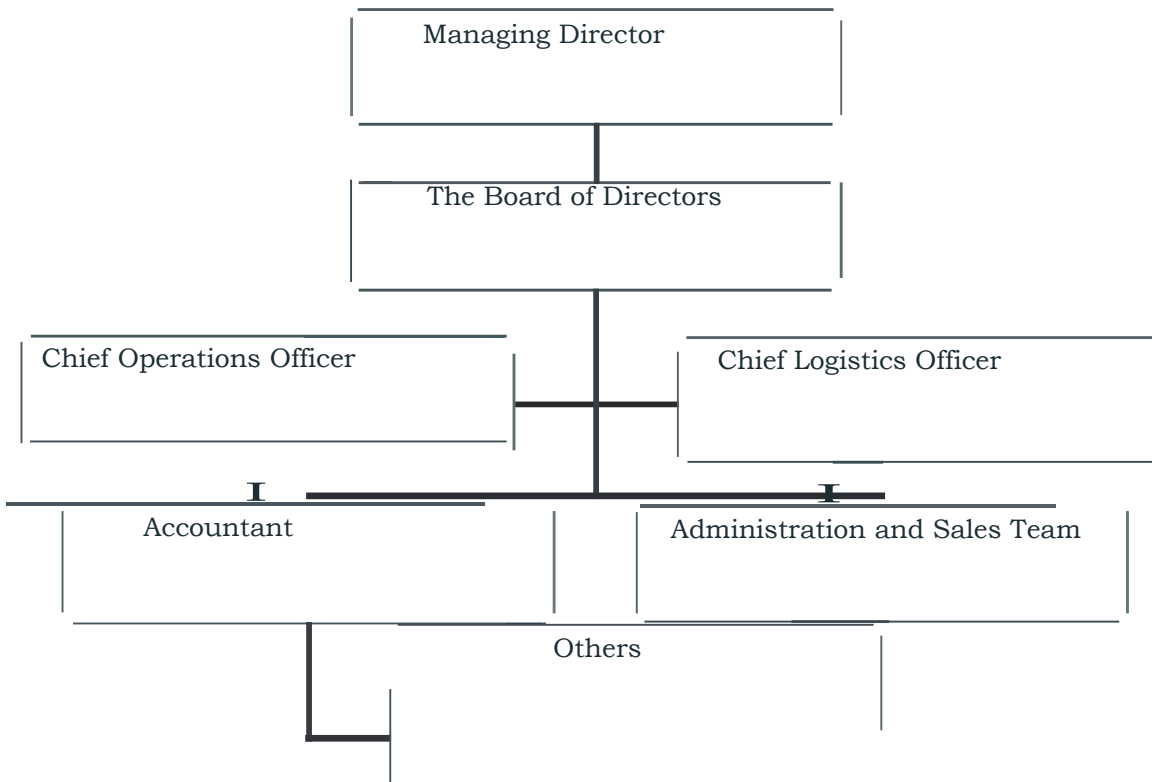 Managing Director
The Board of Directors
Chief Operations Officer
Chief Logistics Officer
I
I
Accountant
Administration and Sales Team
Others